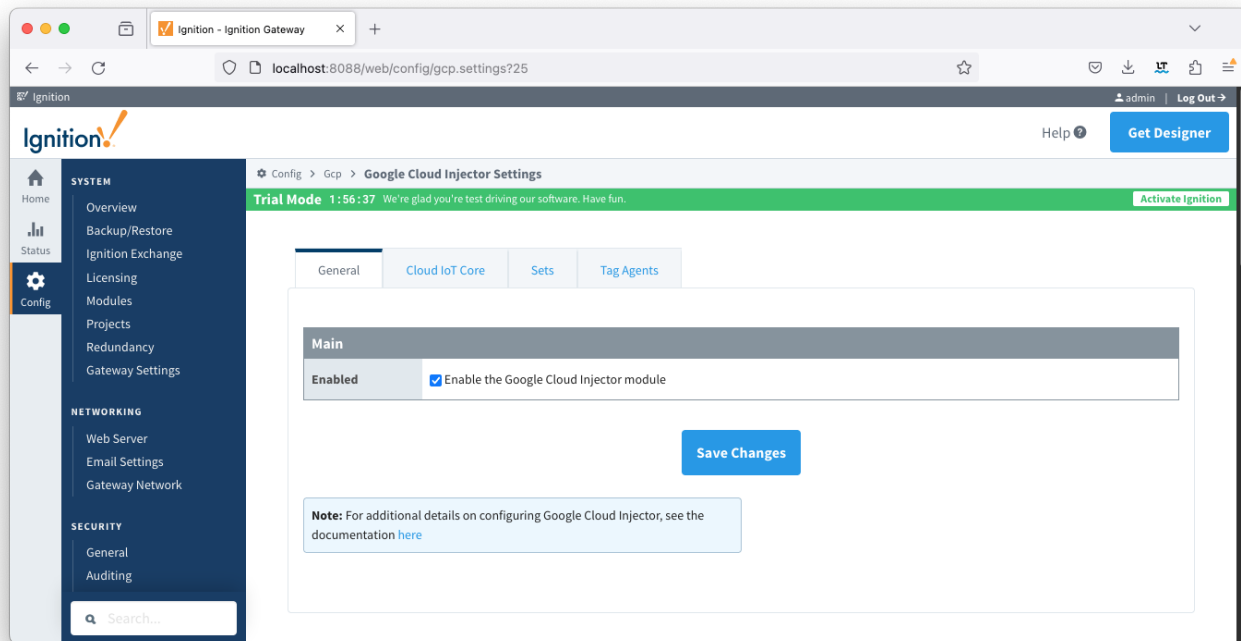 Ignition - Ignition Gateway
localhost:8088/web/config/gcp.settings?25
Ignition
admin | Log Out
Ignition!
Help
Get Designer
Home
Status
Config
SYSTEM
Overview
Backup/Restore
Ignition Exchange
Licensing
Modules
Projects
Redundancy
Gateway Settings
NETWORKING
Web Server
Email Settings
Gateway Network
SECURITY
General
Auditing
Search...
Config > Gcp > Google Cloud Injector Settings
Trial Mode 1:56:37 We're glad you're test driving our software. Have fun.
Activate Ignition
General
Cloud IoT Core
Sets
Tag Agents
Main
Enabled
Enable the Google Cloud Injector module
Save Changes
Note: For additional details on configuring Google Cloud Injector, see the
documentation here